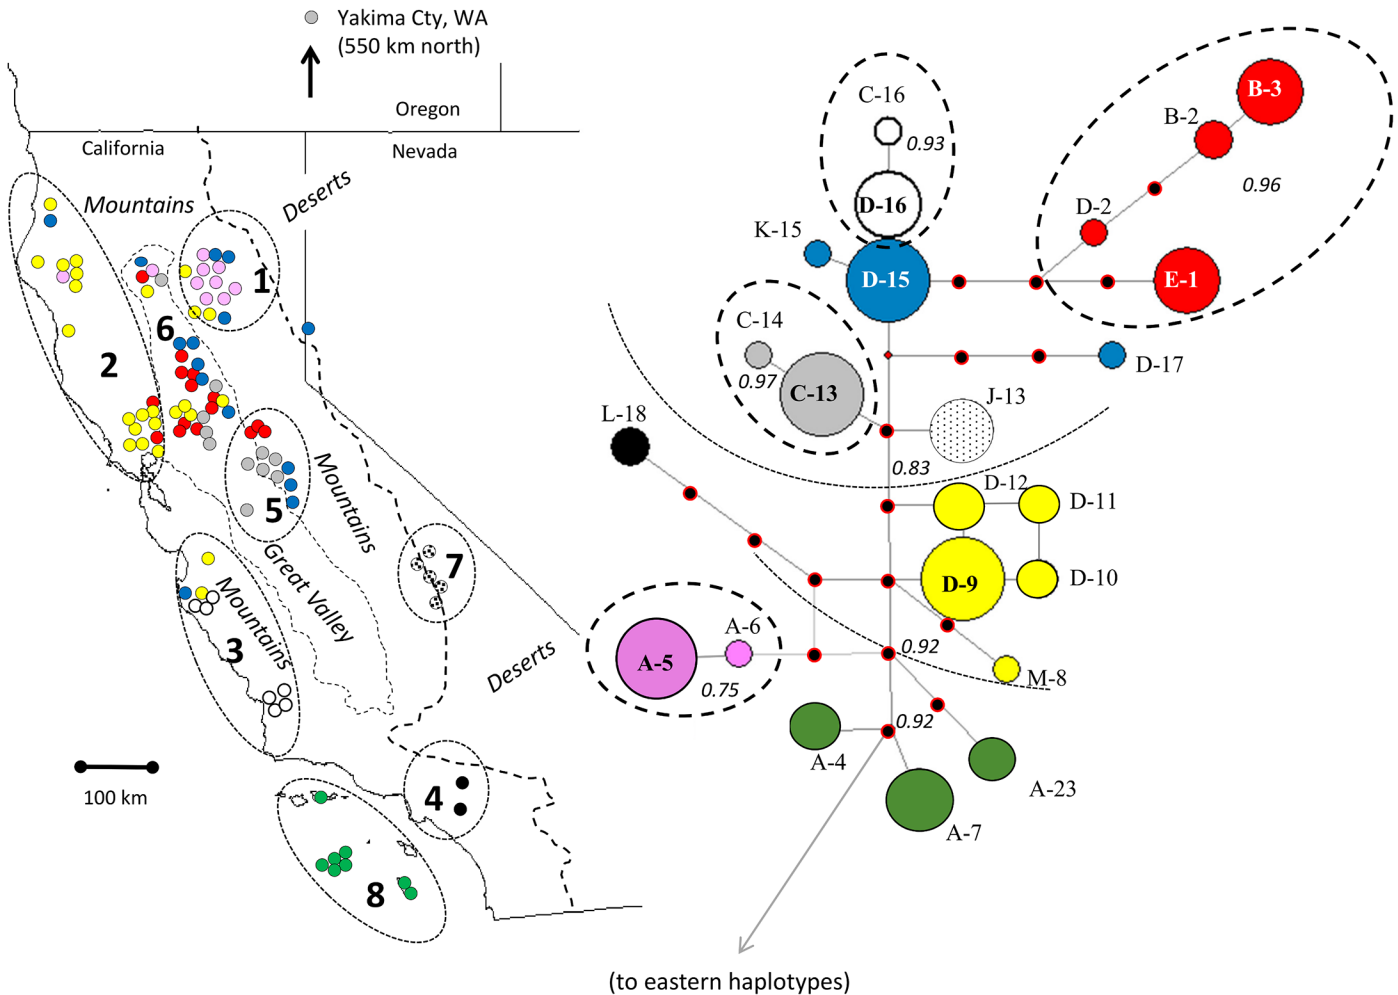 Yakima Cty, WA
(550 km north)
Oregon
California
Nevada
Mountains
Deserts
1
2
6
5
Mountains
Great Valley
7
Mountains
3
Deserts
100 km
4
8
C-16
0.93
D-16
B-3
B-2
0.96
D-2
K-15
D-15
E-1
C-14
0.97
C-13
D-17
J-13
L-18
0.83
D-12
D-11
D-9
D-10
A-6
A-5
0.75
0.92
M-8
0.92
A-4
A-23
A-7
(to eastern haplotypes)